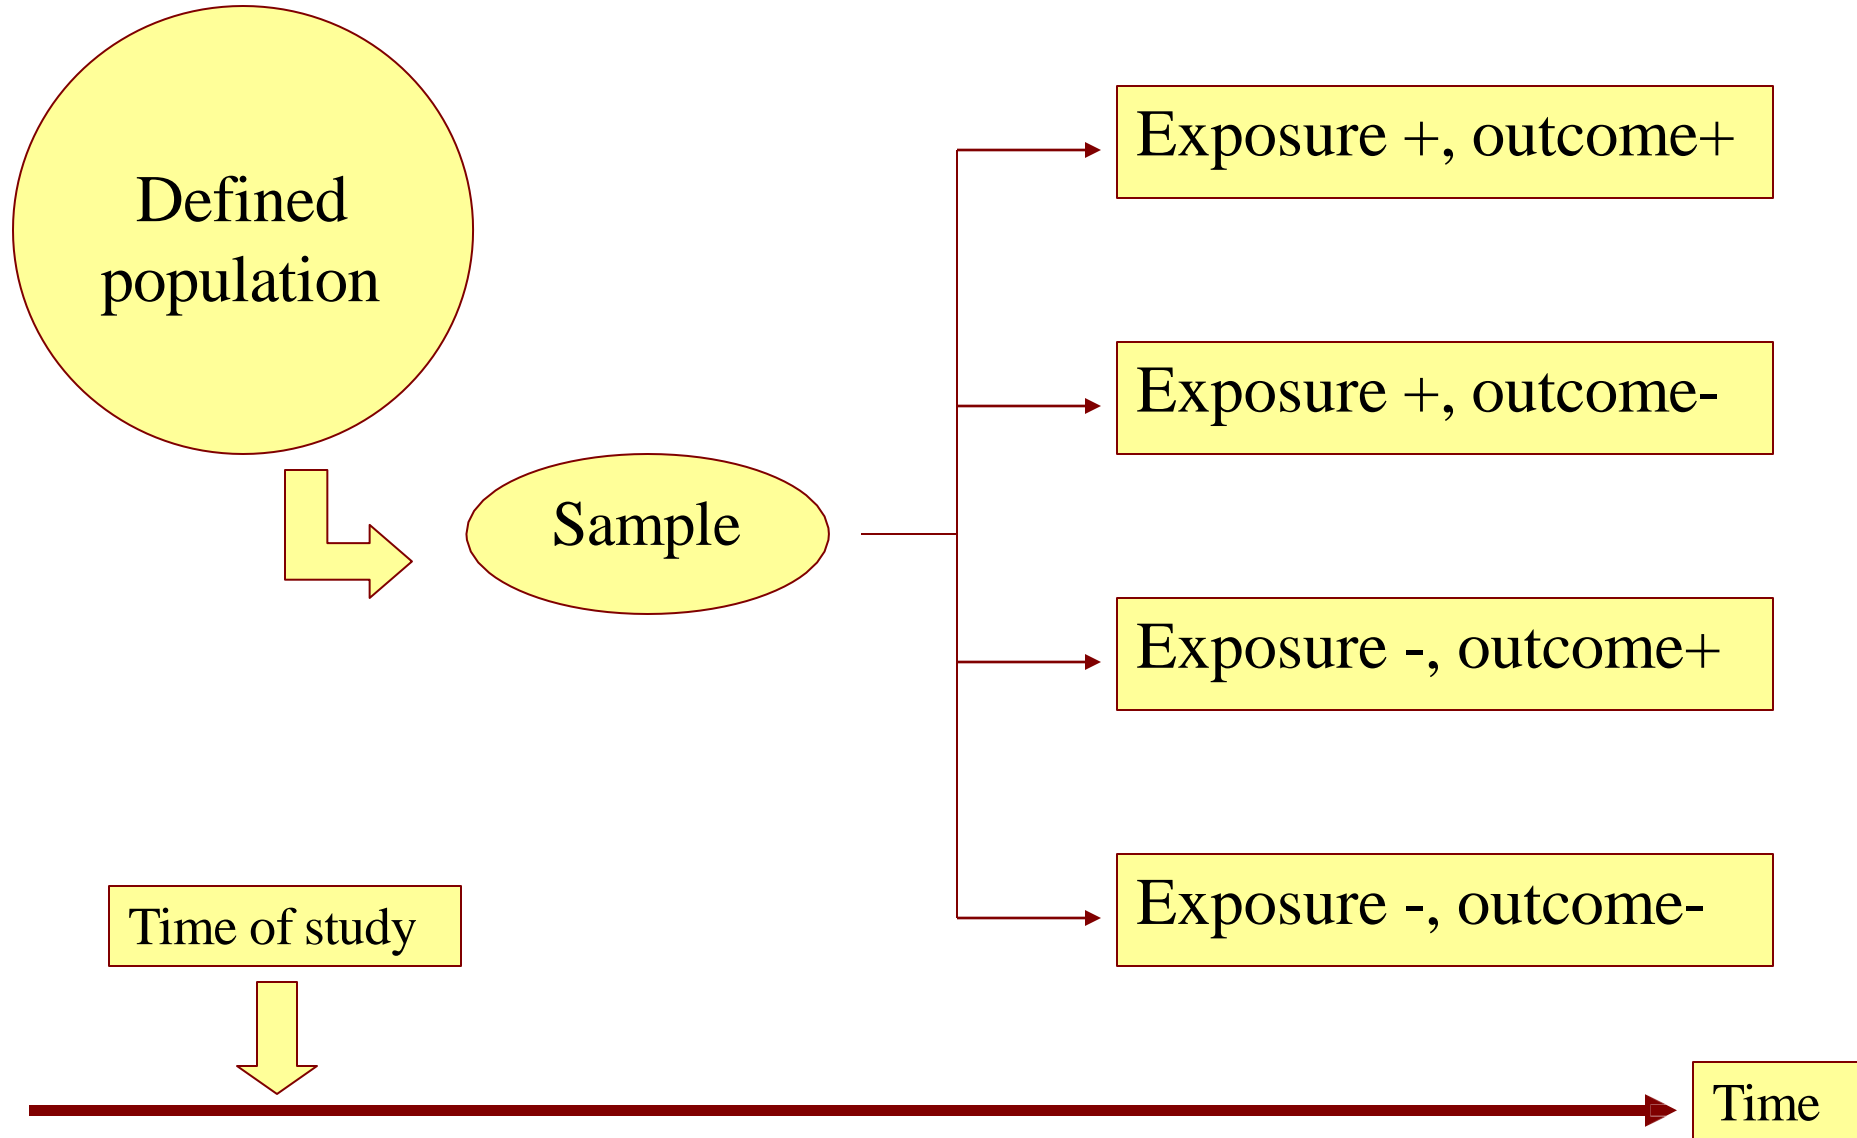 Defined
population
Sample
Exposure +, outcome+
Exposure +, outcome-
Exposure -, outcome+
Exposure -, outcome-
Time of study
Time